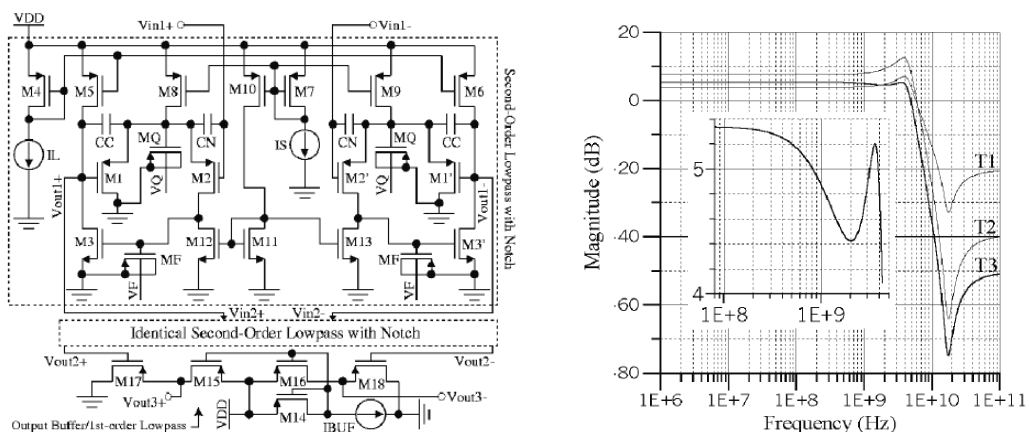 VDD
Vin1+
Vin1-
M4
M5
M8
M10
M7
M9
M6
CC
MQ
CN
IS
CN
MQ
CC
IL
M1
VQ
M2
M2'
VQ
M1'
Vout1+
Vout1-
M3
M12
M11
M13
M3'
MF
MF
VF
VF
Second-Order Lowpass with Notch
Vin2+
Vin2-
Identical Second-Order Lowpass with Notch
Vout2+
Vout2-
M17
M15
M16
M18
Vout3+
VDD
M14
IBUF
Vout3-
Output Buffer/1st-order Lowpass
Magnitude (dB)
20
0
-20
-40
-60
-80
T1
T2
T3
5
4
1E+8
1E+9
1E+6
1E+7
1E+8
1E+9
1E+10
1E+11
Frequency (Hz)